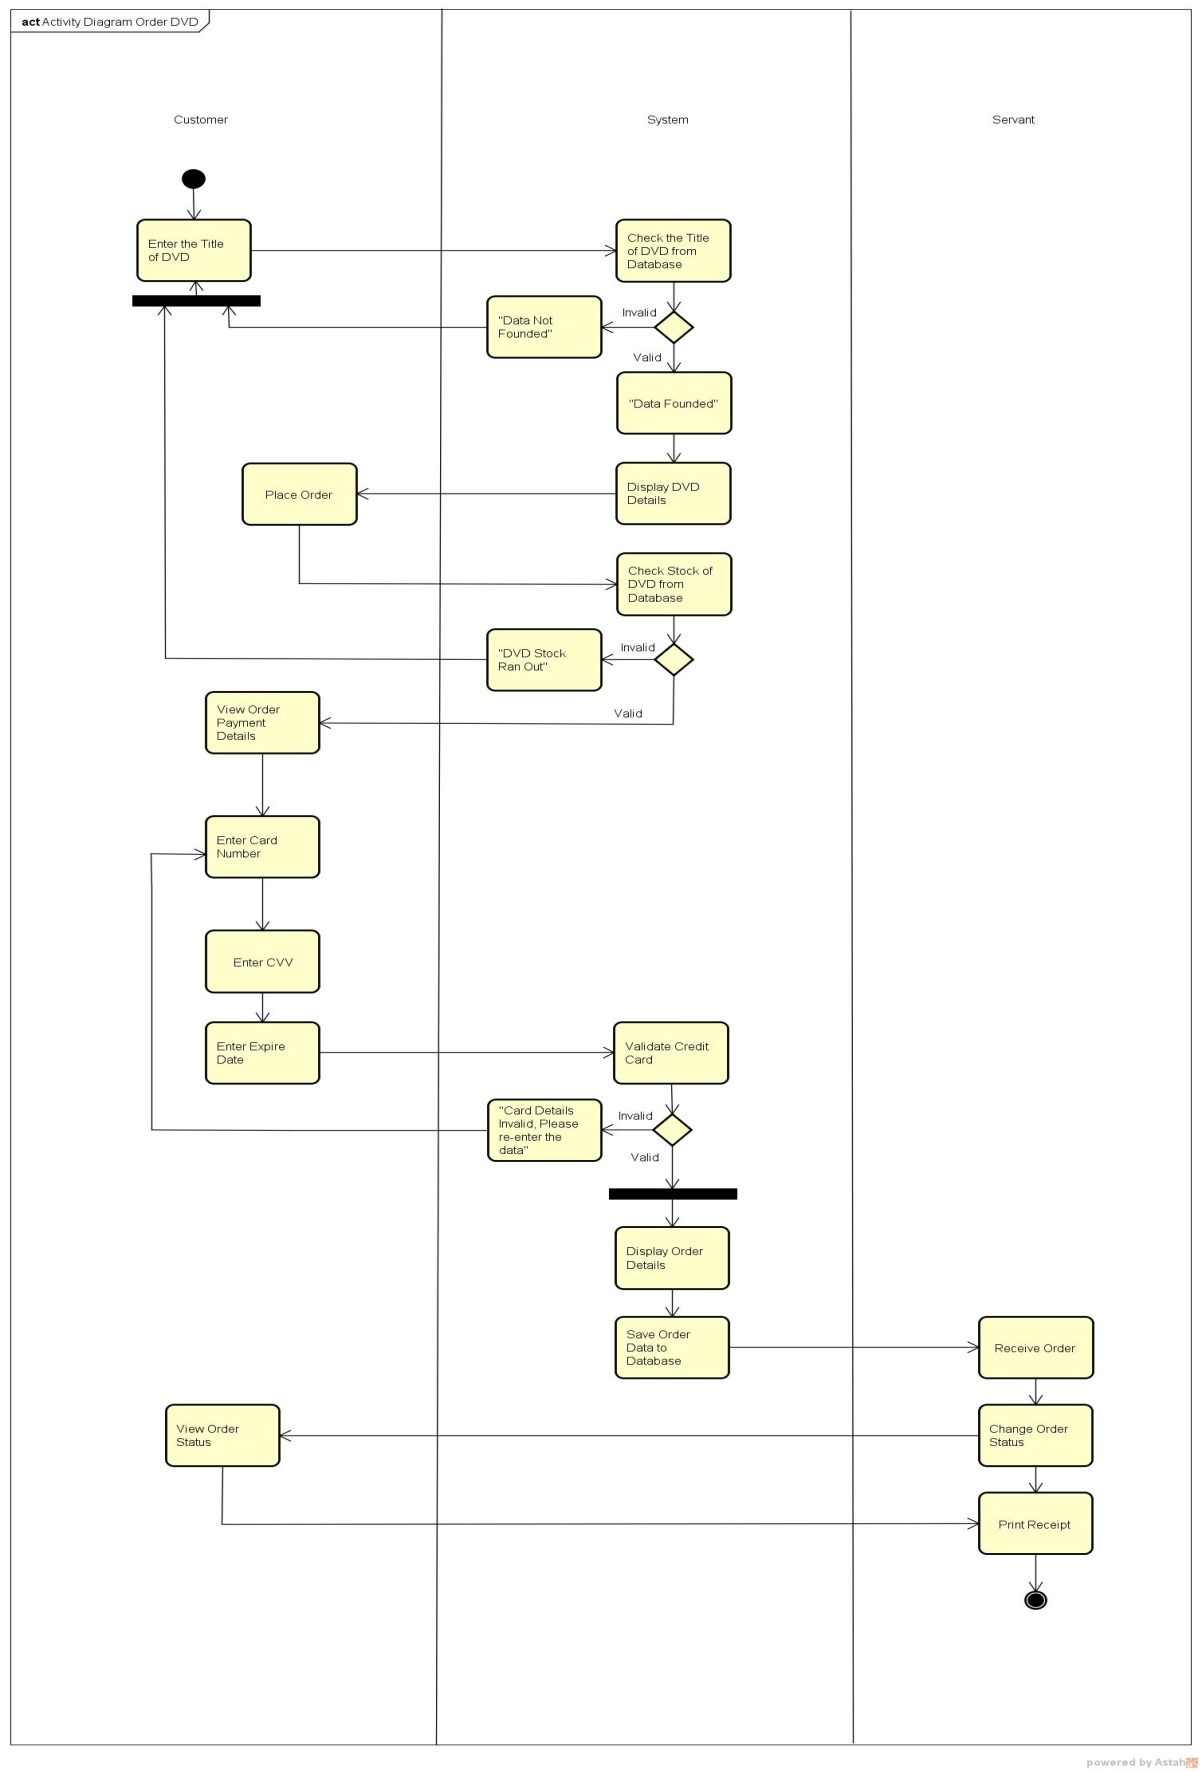 act Activity Diagram Order DVD
Customer
System
Servant
Enter the Title
of DVD
Check the Title
of DVD from
Database
Invalid
"Data Not
Founded"
Valid
"Data Founded"
Display DVD
Details
Place Order
Check Stock of
DVD from
Database
Invalid
"DVD Stock
Ran Out"
Valid
View Order
Payment
Details
Enter Card
Number
Enter CVV
Enter Expire
Date
Validate Credit
Card
Invalid
"Card Details
Invalid, Please
re-enter the
data"
Valid
Display Order
Details
Save Order
Data to
Database
Receive Order
View Order
Status
Change Order
Status
Print Receipt
powered by Astah